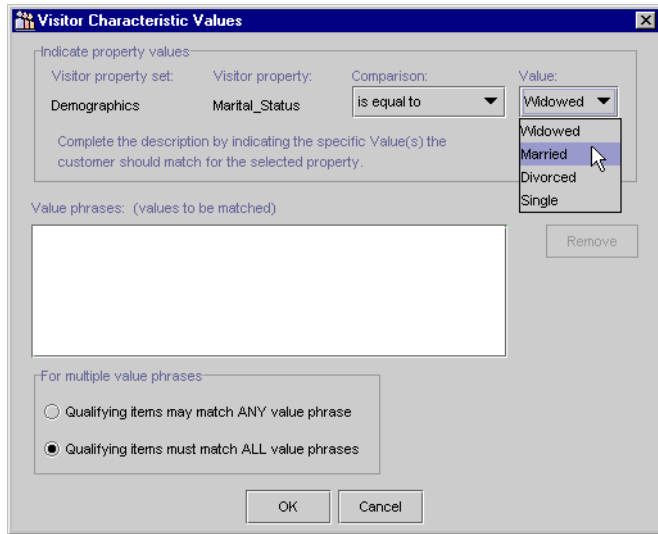 Visitor Characteristic Values
Indicate property values
Visitor property set: Visitor property: Comparison: Value:
Demographics Marital_Status is equal to Widowed
Complete the description by indicating the specific Value(s) the
customer should match for the selected property.
Widowed
Married
Divorced
Single
Value phrases: (values to be matched)
Remove
For multiple value phrases
Qualifying items may match ANY value phrase
Qualifying items must match ALL value phrases
OK Cancel